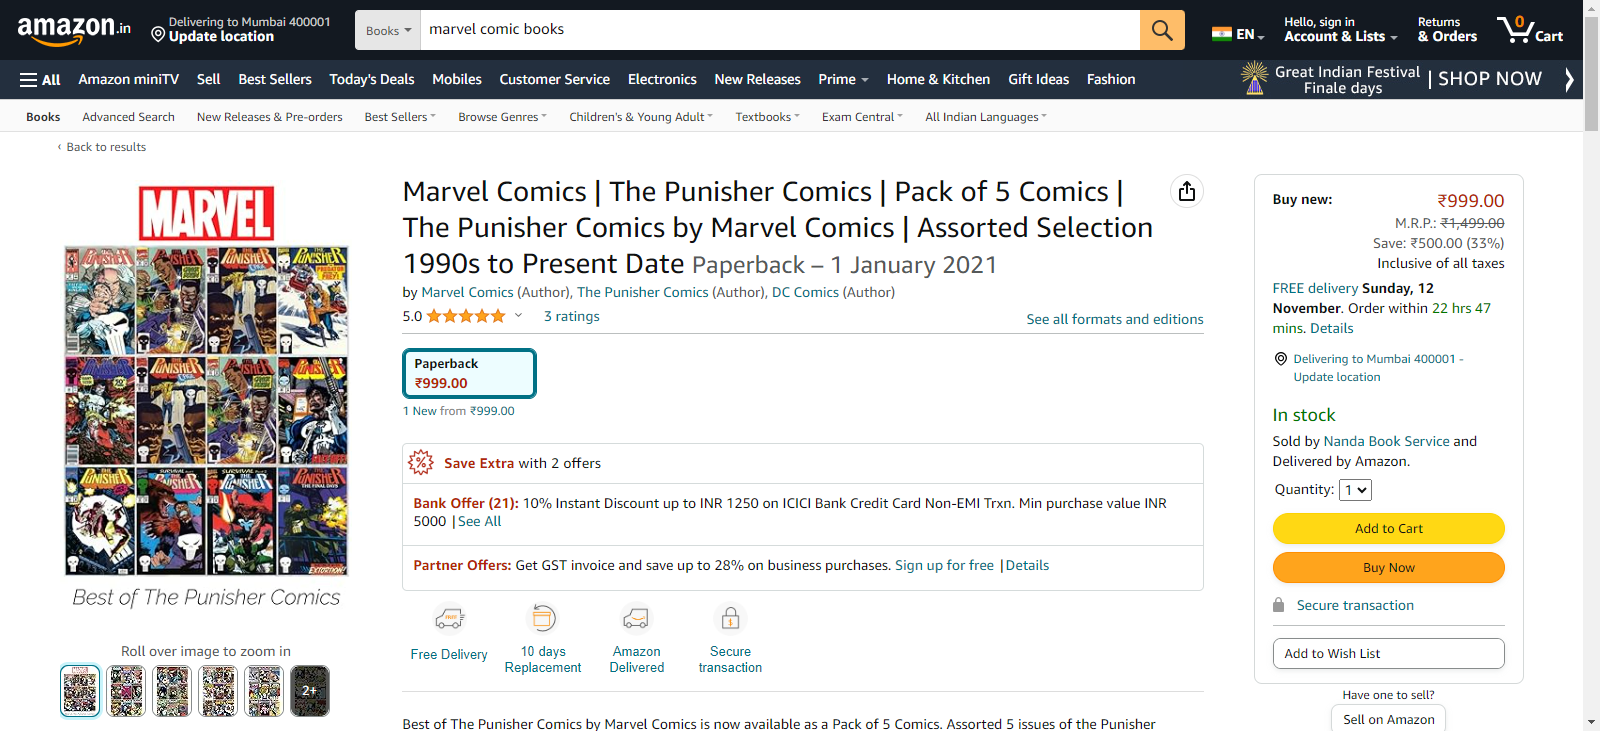 amazon.in
Delivering to Mumbai 400001
Update location
Books
marvel comic books
EN
Hello, sign in
Account & Lists
Returns
& Orders
0
Cart
All
Amazon miniTV
Sell
Best Sellers
Today's Deals
Mobiles
Customer Service
Electronics
New Releases
Prime
Home & Kitchen
Gift Ideas
Fashion
Great Indian Festival
Finale days
| SHOP NOW
Books
Advanced Search
New Releases & Pre-orders
Best Sellers
Browse Genres
Children's & Young Adult
Textbooks
Exam Central
All Indian Languages
‹ Back to results
MARVEL
Best of The Punisher Comics
Roll over image to zoom in
2+
Marvel Comics | The Punisher Comics | Pack of 5 Comics |
The Punisher Comics by Marvel Comics | Assorted Selection
1990s to Present Date Paperback – 1 January 2021
by Marvel Comics (Author), The Punisher Comics (Author), DC Comics (Author)
5.0
3 ratings
See all formats and editions
Paperback
₹999.00
1 New from ₹999.00
Save Extra with 2 offers
Bank Offer (21): 10% Instant Discount up to INR 1250 on ICICI Bank Credit Card Non-EMI Trxn. Min purchase value INR
5000 | See All
Partner Offers: Get GST invoice and save up to 28% on business purchases. Sign up for free | Details
Free Delivery
10 days
Replacement
Amazon
Delivered
Secure
transaction
Best of The Punisher Comics by Marvel Comics is now available as a Pack of 5 Comics. Assorted 5 issues of the Punisher
Buy new:
₹999.00
M.R.P.: ₹1,499.00
Save: ₹500.00 (33%)
Inclusive of all taxes
FREE delivery Sunday, 12
November. Order within 22 hrs 47
mins. Details
Delivering to Mumbai 400001 -
Update location
In stock
Sold by Nanda Book Service and
Delivered by Amazon.
Quantity: 1
Add to Cart
Buy Now
Secure transaction
Add to Wish List
Have one to sell?
Sell on Amazon